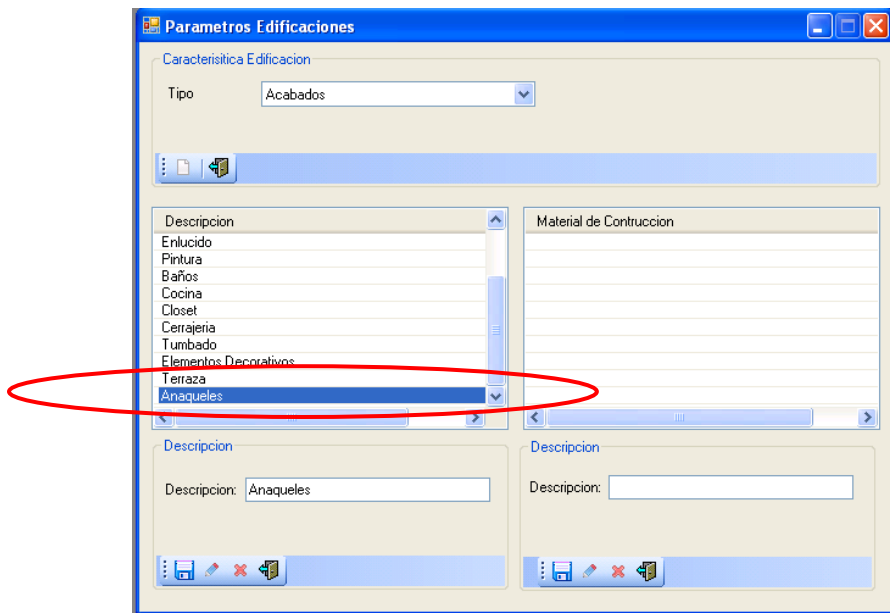 Parametros Edificaciones
Caracterisitica Edificacion
Tipo
Acabados
Descripcion
Enlucido
Pintura
Baños
Cocina
Closet
Cerrajeria
Tumbado
Elementos Decorativos
Terraza
Anaqueles
Material de Contruccion
Descripcion
Descripcion: Anaqueles
Descripcion
Descripcion: